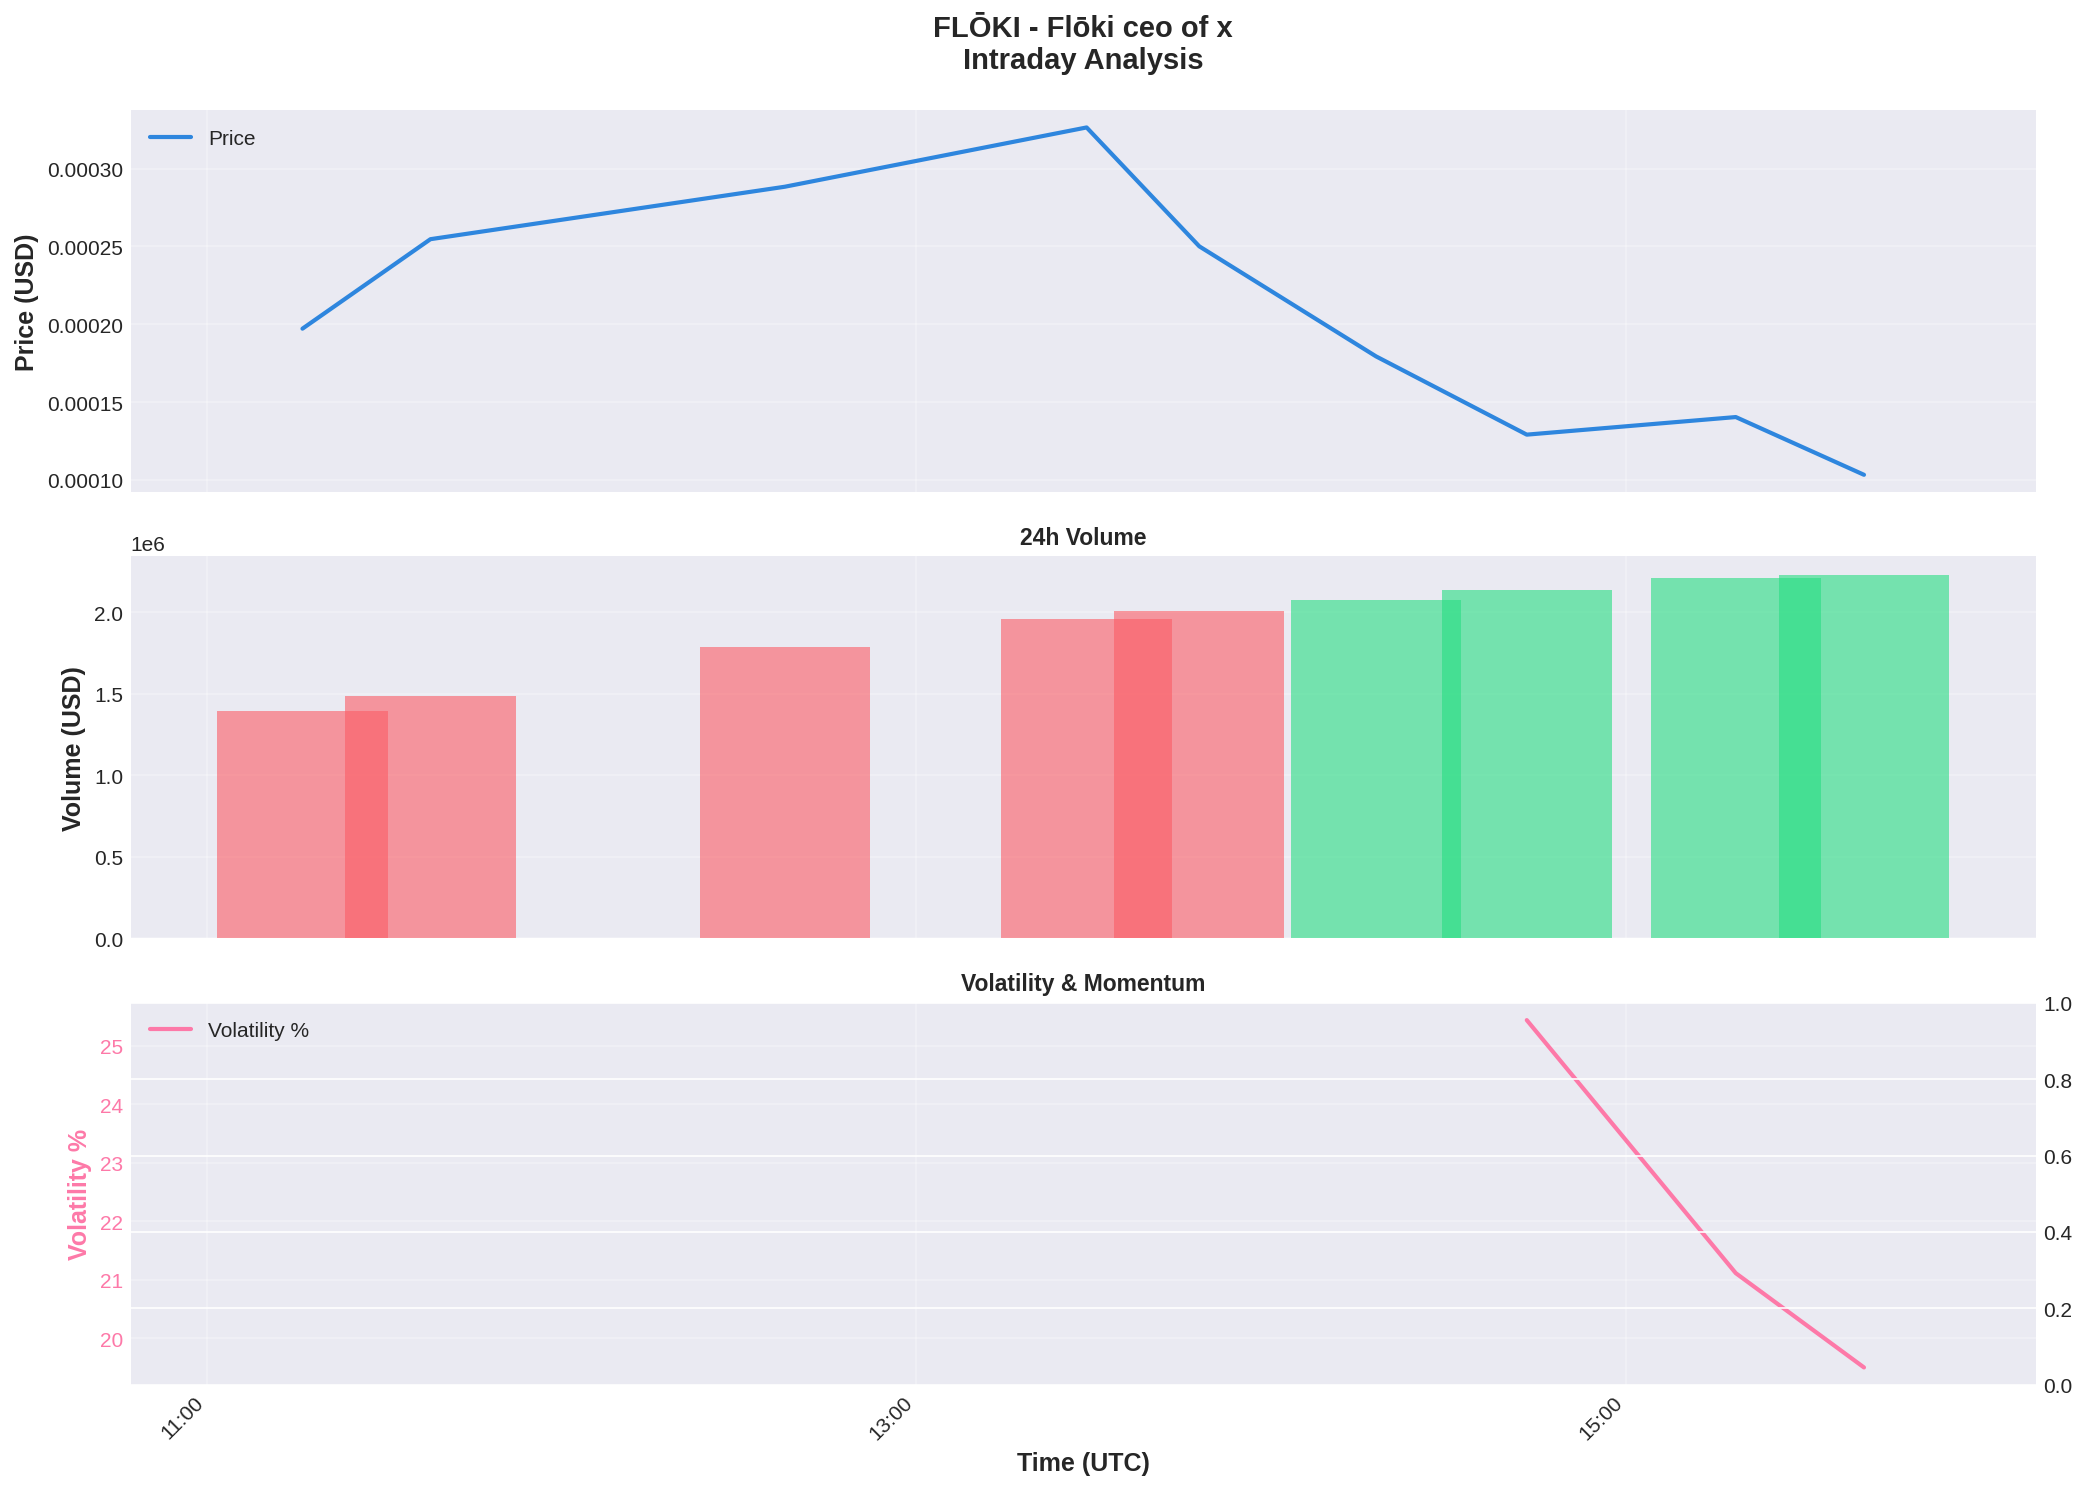 FLŌKI - Flōki ceo of x
Intraday Analysis
Price
0.00030
0.00025
0.00020
0.00015
0.00010
Price (USD)
24h Volume
1e6
2.0
1.5
1.0
0.5
0.0
Volume (USD)
Volatility & Momentum
Volatility %
25
24
23
22
21
20
Volatility %
1.0
0.8
0.6
0.4
0.2
0.0
11:00
13:00
15:00
Time (UTC)